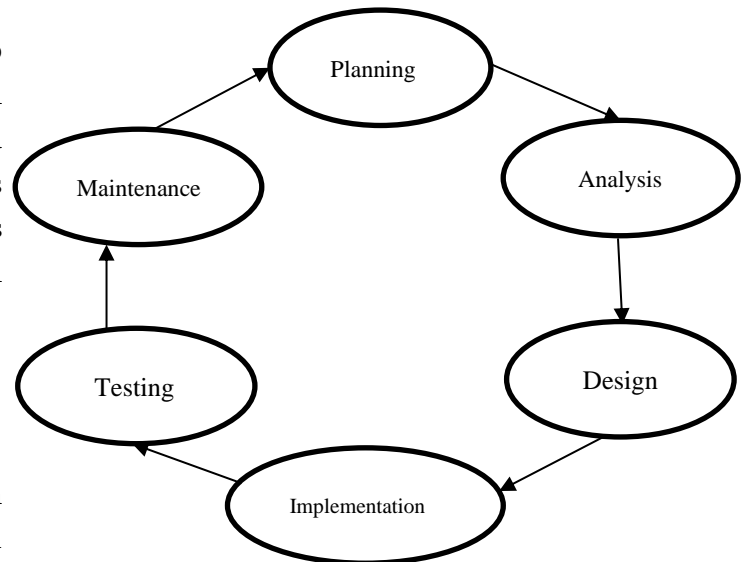 Planning
Analysis
Design
Implementation
Testing
Maintenance